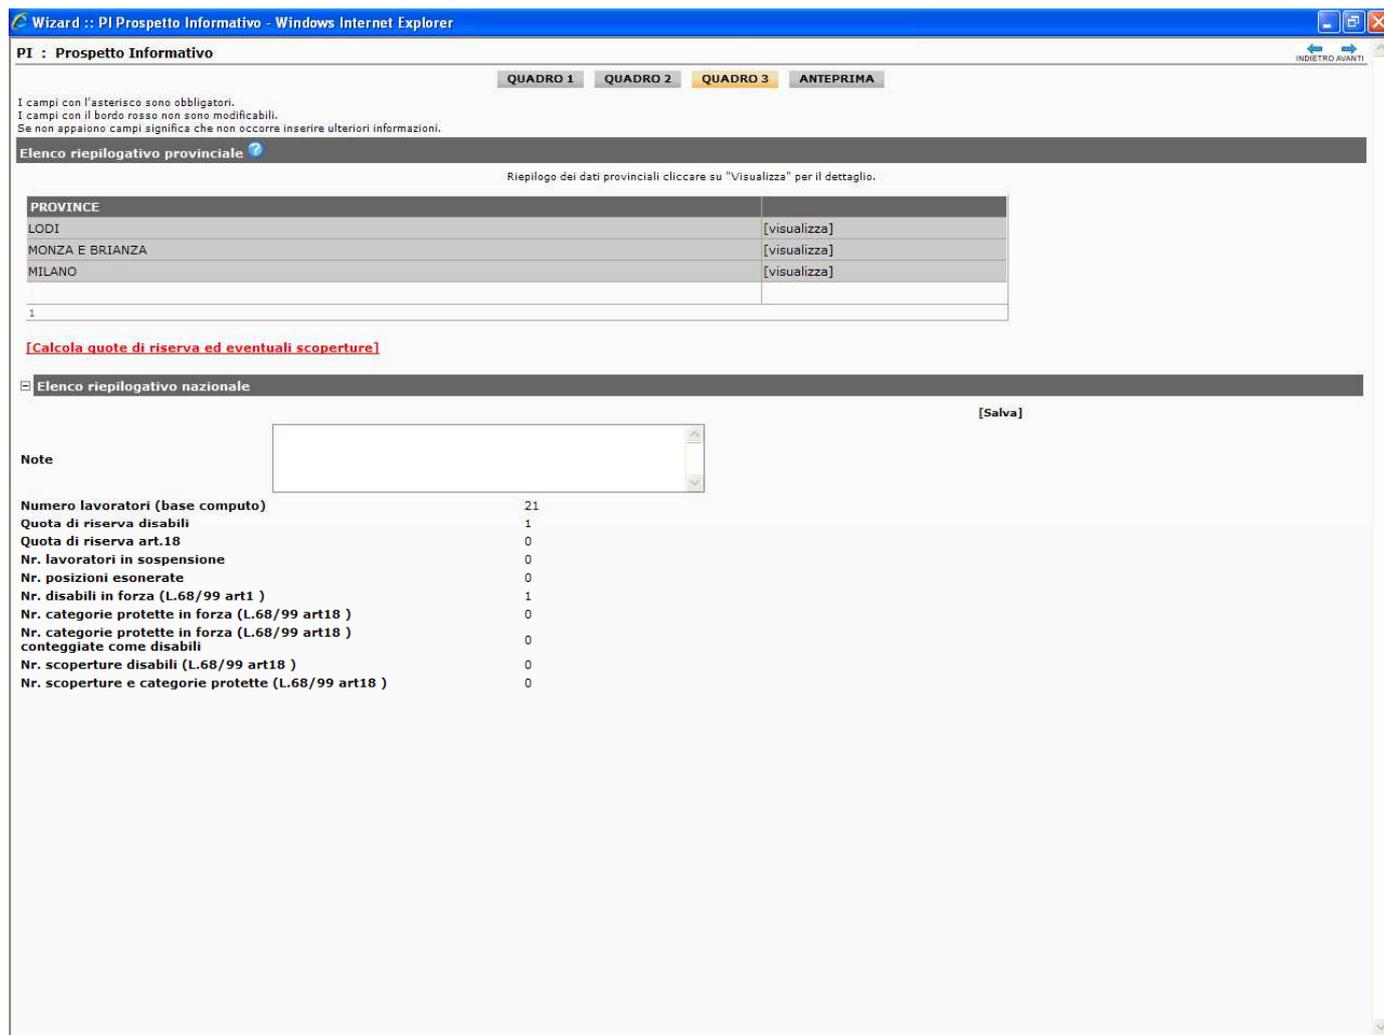 Wizard :: PI Prospetto Informativo - Windows Internet Explorer
PI : Prospetto Informativo
INDIETRO AVANTI
QUADRO 1 QUADRO 2 QUADRO 3 ANTEPRIMA
I campi con l'asterisco sono obbligatori.
I campi con il bordo rosso non sono modificabili.
Se non appaiono campi significa che non occorre inserire ulteriori informazioni.
Elenco riepilogativo provinciale ?
Riepilogo dei dati provinciali cliccare su "Visualizza" per il dettaglio.
PROVINCE
LODI [visualizza]
MONZA E BRIANZA [visualizza]
MILANO [visualizza]
1
[Calcola quote di riserva ed eventuali scoperture]
Elenco riepilogativo nazionale
[Salva]
Note
Numero lavoratori (base computo) 21
Quota di riserva disabili 1
Quota di riserva art.18 0
Nr. lavoratori in sospensione 0
Nr. posizioni esonerate 0
Nr. disabili in forza (L.68/99 art1 ) 1
Nr. categorie protette in forza (L.68/99 art18 ) 0
Nr. categorie protette in forza (L.68/99 art18 )
conteggiate come disabili 0
Nr. scoperture disabili (L.68/99 art18 ) 0
Nr. scoperture e categorie protette (L.68/99 art18 ) 0